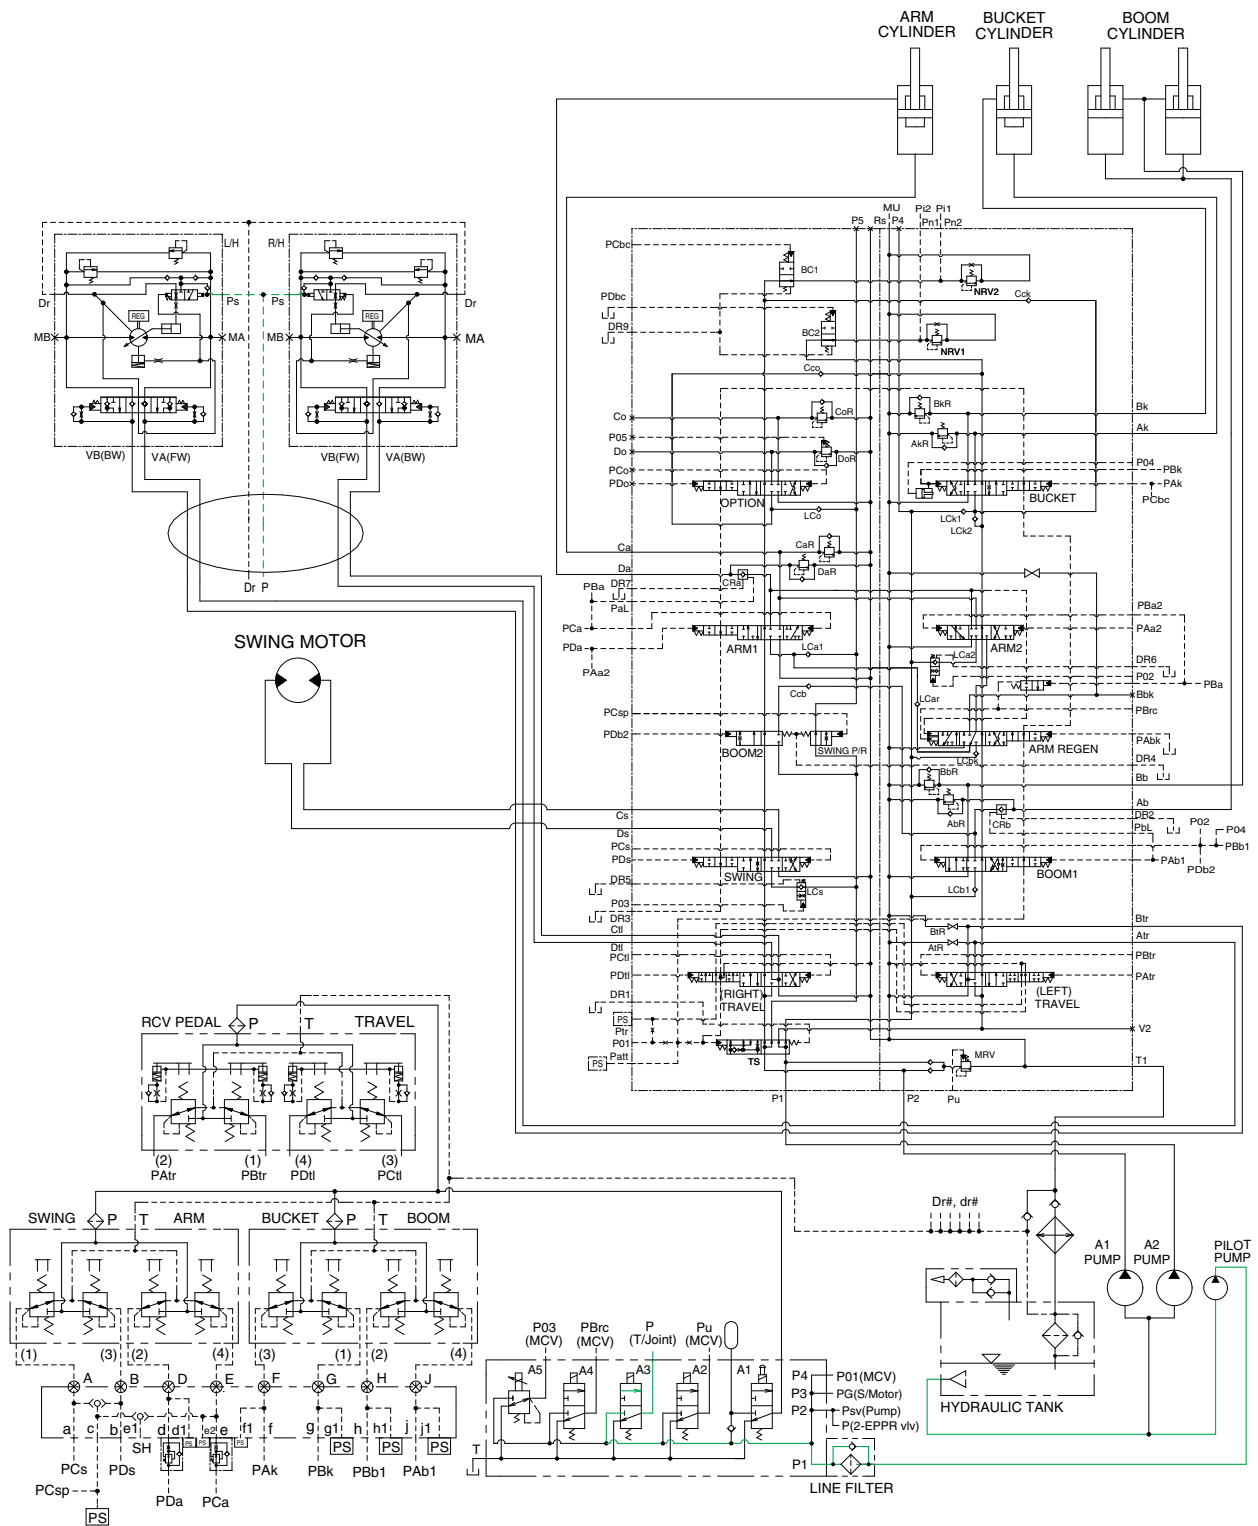 ARM
CYLINDER
BUCKET
CYLINDER
BOOM
CYLINDER
MU
Pi2 Pi1
P5 Rs P4
Pn1 Pn2
L/H
R/H
PCbc
BC1
NRV2
Cck
Dr
Ps
Ps
Dr
PDbc
DR9
BC2
NRV1
Cco
REG
REG
MB
MA
MB
MA
Co
CoR
BkR
Bk
P05
Do
DoR
AkR
Ak
PCo
PDo
P04
PBk
PAk
PCbc
OPTION
BUCKET
LCo
LCk1
LCk2
VB(BW)
VA(FW)
VB(FW)
VA(BW)
Ca
CaR
Da
DaR
CRa
DR7
PBa
PaL
PCa
PDa
PAa2
PBa2
PAa2
ARM1
ARM2
LCa1
LCa2
DR6
P02
PBa
Bbk
Dr P
SWING MOTOR
Ccb
LCar
PCsp
PDb2
PBrc
PAbk
BOOM2
SWING P/R
ARM REGEN
LCbk
DR4
BbR
Bb
AbR
CRb
Ab
DR2
PbL
P02
P04
PBb1
PAb1
PDb2
Cs
Ds
PCs
PDs
SWING
BOOM1
DR5
LCs
LCb1
P03
DR3
Ctl
Dtl
PCtl
PDtl
BtR
AtR
Btr
Atr
PBtr
PAtr
(RIGHT)
TRAVEL
(LEFT)
TRAVEL
DR1
PS
Ptr
P01
Patt
PS
TS
V2
MRV
T1
P1
P2
Pu
RCV PEDAL
P
T
TRAVEL
(2)
PAtr
(1)
PBtr
(4)
PDtl
(3)
PCtl
SWING
P
T
ARM
BUCKET
P
T
BOOM
(1)
(3)
(2)
(4)
(3)
(1)
(2)
(4)
A
B
D
E
F
G
H
J
a
c
b
e1
d
d1
e2
e
f1
f
g
g1
h
h1
j
j1
SH
PS
PS
PS
PS
PS
PS
PCs
PDs
PDa
PCa
PAk
PBk
PBb1
PAb1
PCsp
PS
P03
(MCV)
PBrc
(MCV)
P
(T/Joint)
Pu
(MCV)
A5
A4
A3
A2
A1
P4
P01(MCV)
P3
PG(S/Motor)
P2
Psv(Pump)
P(2-EPPR vlv)
T
P1
LINE FILTER
Dr#, dr#
A1
PUMP
A2
PUMP
PILOT
PUMP
HYDRAULIC TANK